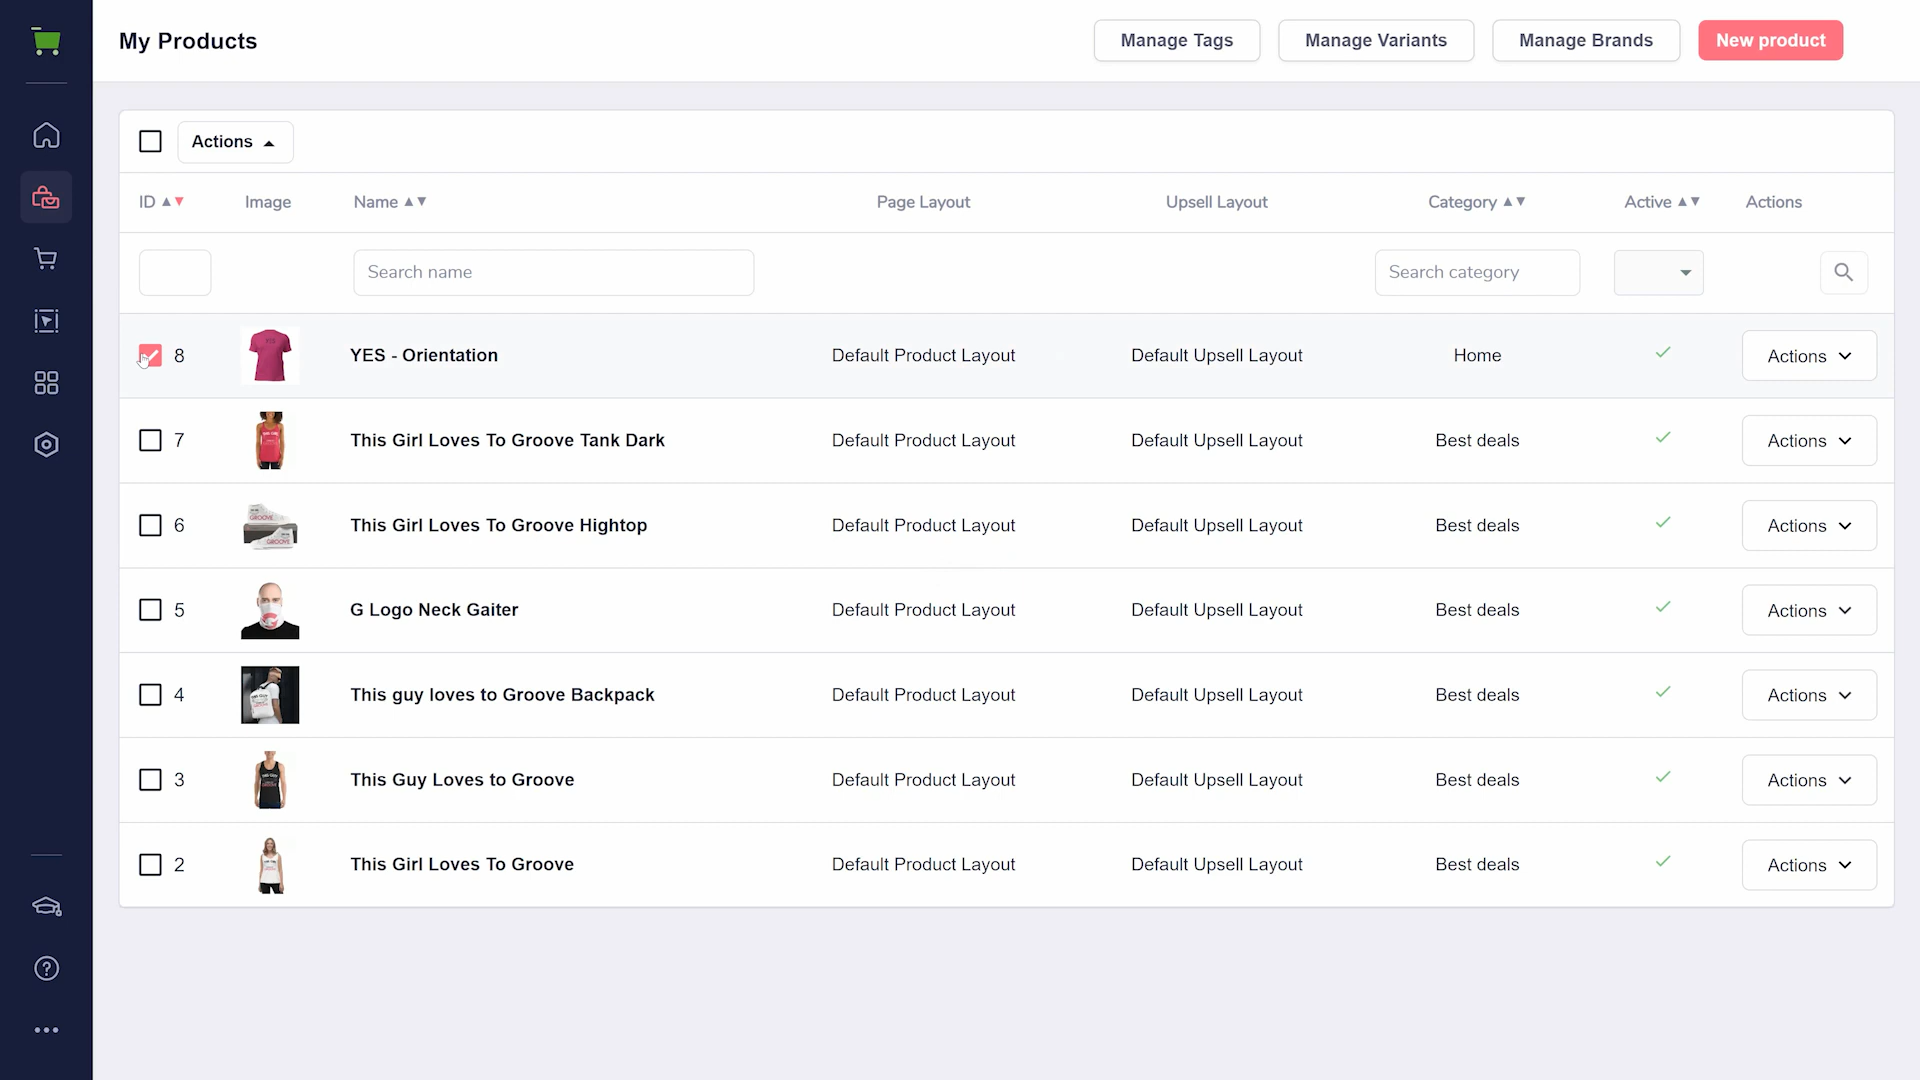 My Products
Manage Tags
Manage Variants
Manage Brands
New product
Actions
ID
Image
Name
Page Layout
Upsell Layout
Category
Active
Actions
Search name
Search category
8
YES - Orientation
Default Product Layout
Default Upsell Layout
Home
Actions
7
This Girl Loves To Groove Tank Dark
Default Product Layout
Default Upsell Layout
Best deals
Actions
6
This Girl Loves To Groove Hightop
Default Product Layout
Default Upsell Layout
Best deals
Actions
5
G Logo Neck Gaiter
Default Product Layout
Default Upsell Layout
Best deals
Actions
4
This guy loves to Groove Backpack
Default Product Layout
Default Upsell Layout
Best deals
Actions
3
This Guy Loves to Groove
Default Product Layout
Default Upsell Layout
Best deals
Actions
2
This Girl Loves To Groove
Default Product Layout
Default Upsell Layout
Best deals
Actions